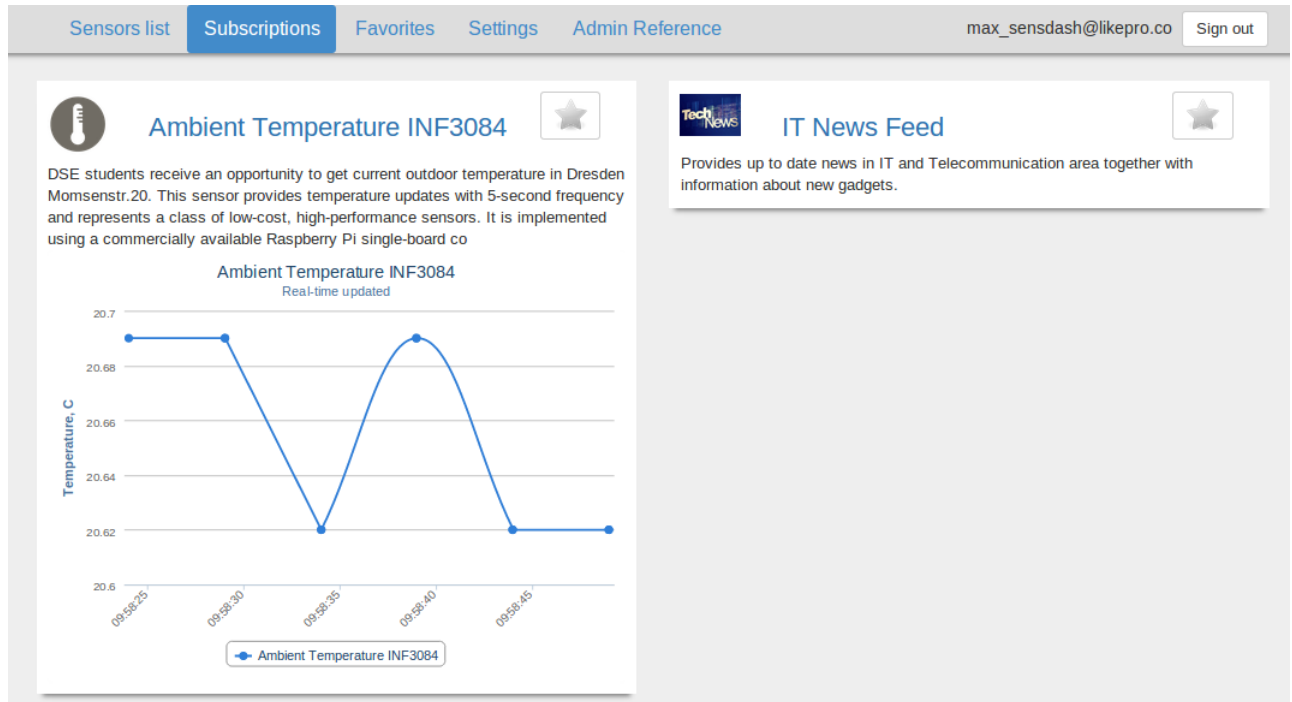 Sensors list Subscriptions Favorites Settings Admin Reference max_sensdash@likepro.co Sign out
Ambient Temperature INF3084
DSE students receive an opportunity to get current outdoor temperature in Dresden
Momsenstr.20. This sensor provides temperature updates with 5-second frequency
and represents a class of low-cost, high-performance sensors. It is implemented
using a commercially available Raspberry Pi single-board co
Ambient Temperature INF3084
Real-time updated
Temperature, C
20.7
20.68
20.66
20.64
20.62
20.6
09:58:25
09:58:30
09:58:35
09:58:40
09:58:45
Ambient Temperature INF3084
Tech
News
IT News Feed
Provides up to date news in IT and Telecommunication area together with
information about new gadgets.